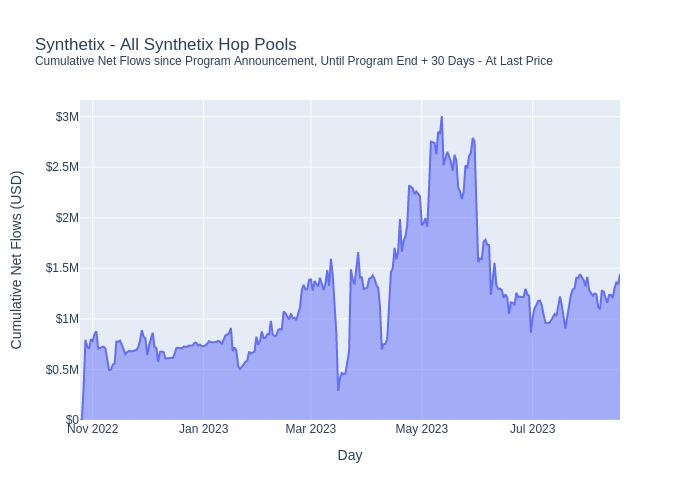 Synthetix - All Synthetix Hop Pools
Cumulative Net Flows since Program Announcement, Until Program End + 30 Days - At Last Price
Cumulative Net Flows (USD)
$3M
$2.5M
$2M
$1.5M
$1M
$0.5M
$0
Nov 2022 Jan 2023 Mar 2023 May 2023 Jul 2023
Day